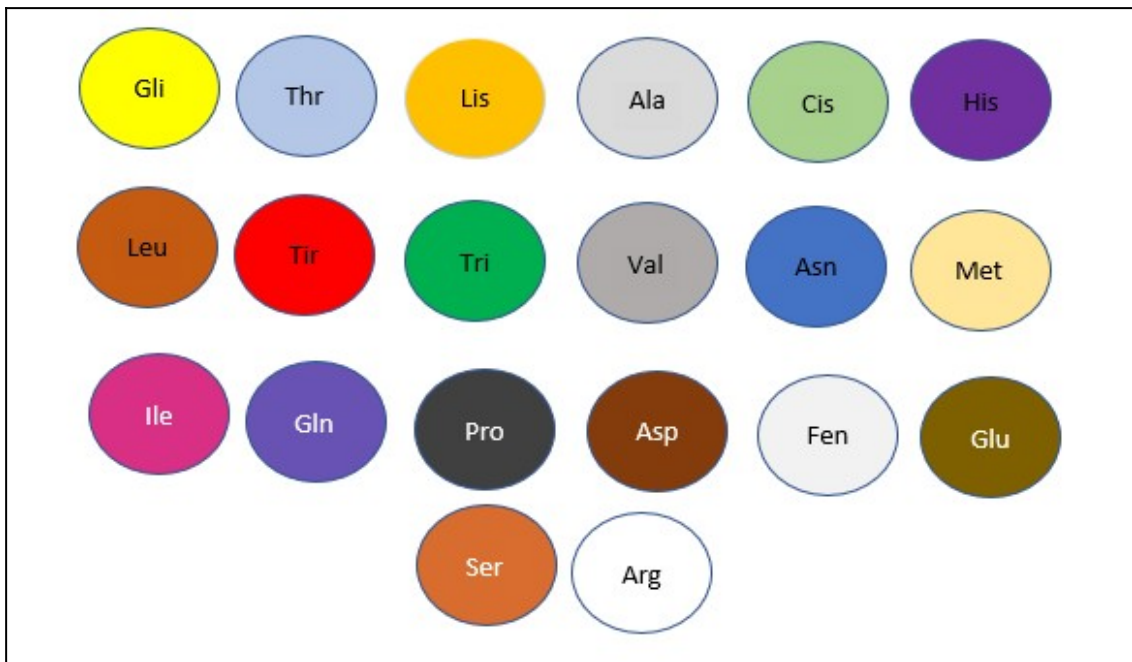 Gli Thr Lis Ala Cis His
Leu Tir Tri Val Asn Met
Ile Gln Pro Asp Fen Glu
Ser Arg